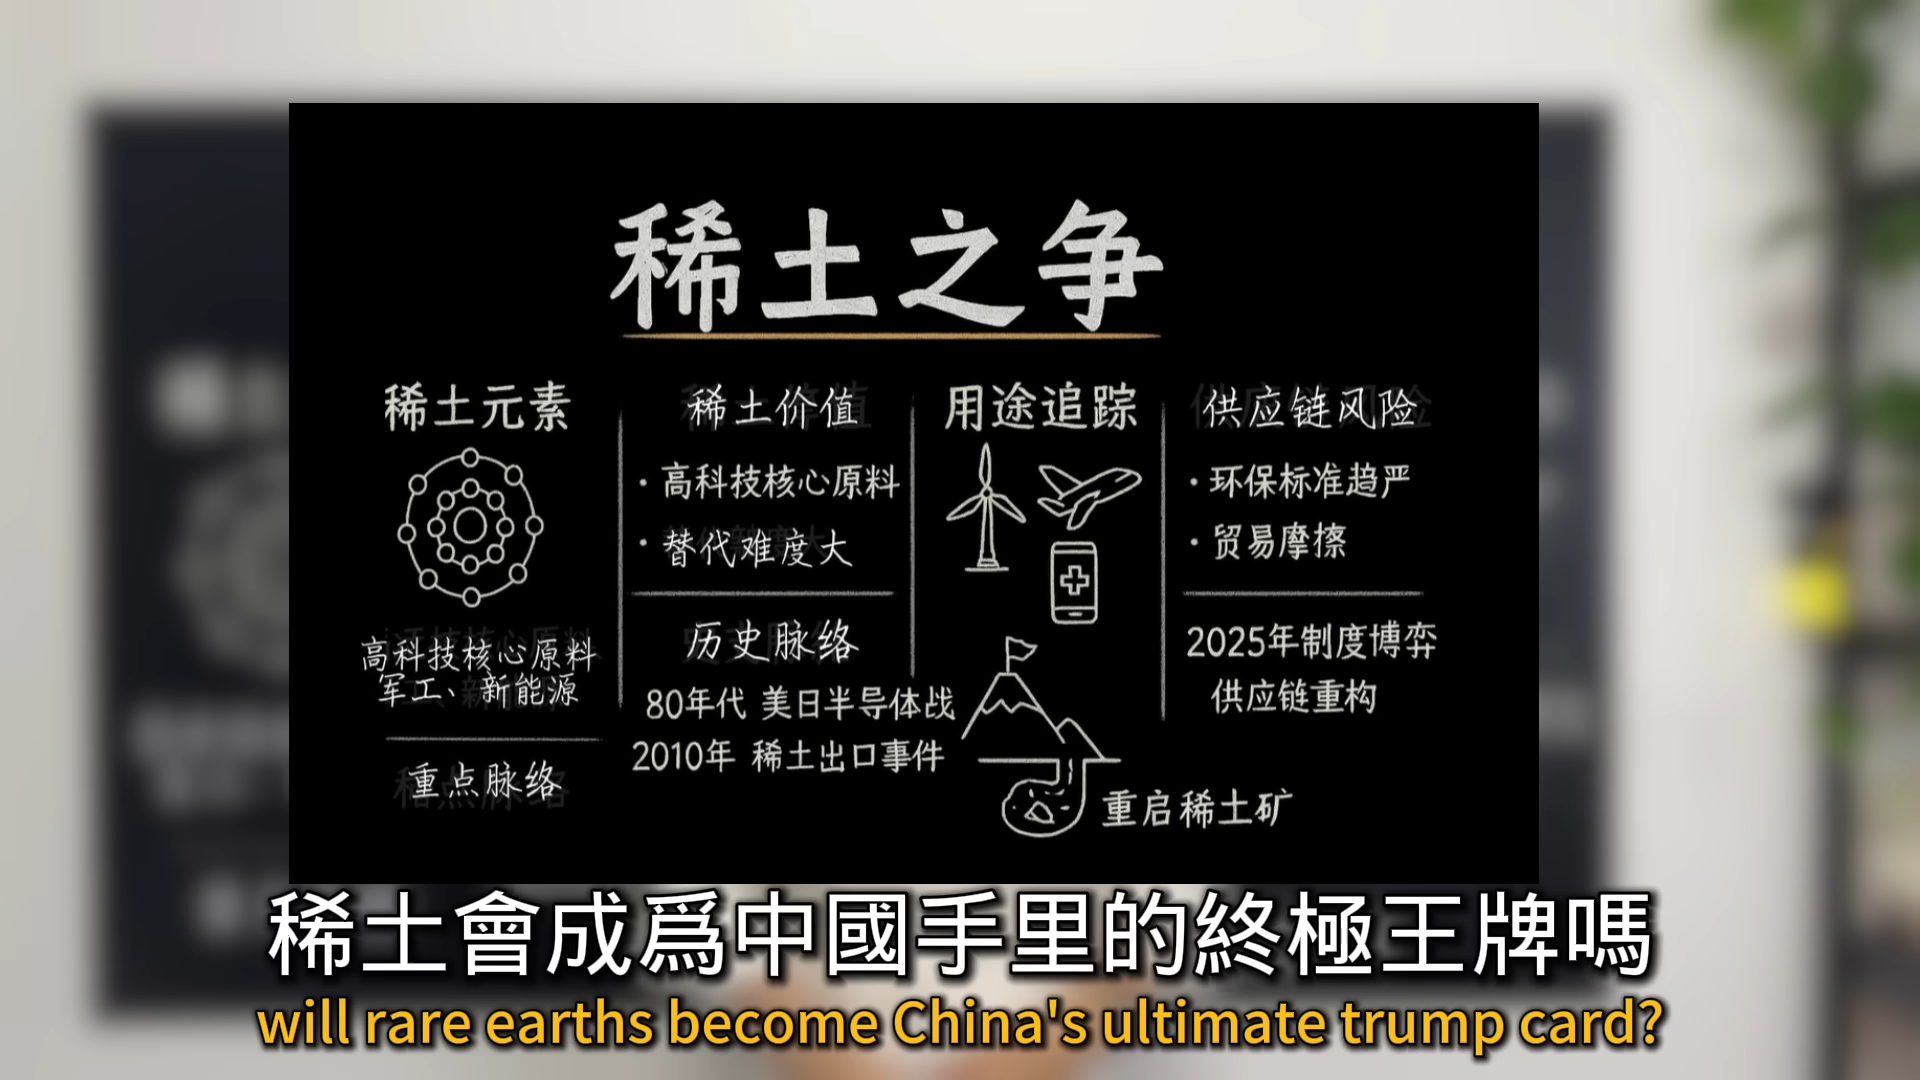 稀土之争
稀土元素
高科技核心原料
军工、新能源
重点脉络
稀土价值
· 高科技核心原料
· 替代难度大
历史脉络
80年代 美日半导体战
2010年 稀土出口事件
用途追踪
重启稀土矿
供应链风险
· 环保标准趋严
· 贸易摩擦
2025年制度博弈
供应链重构
稀土會成爲中國手里的終極王牌嗎
will rare earths become China's ultimate trump card?